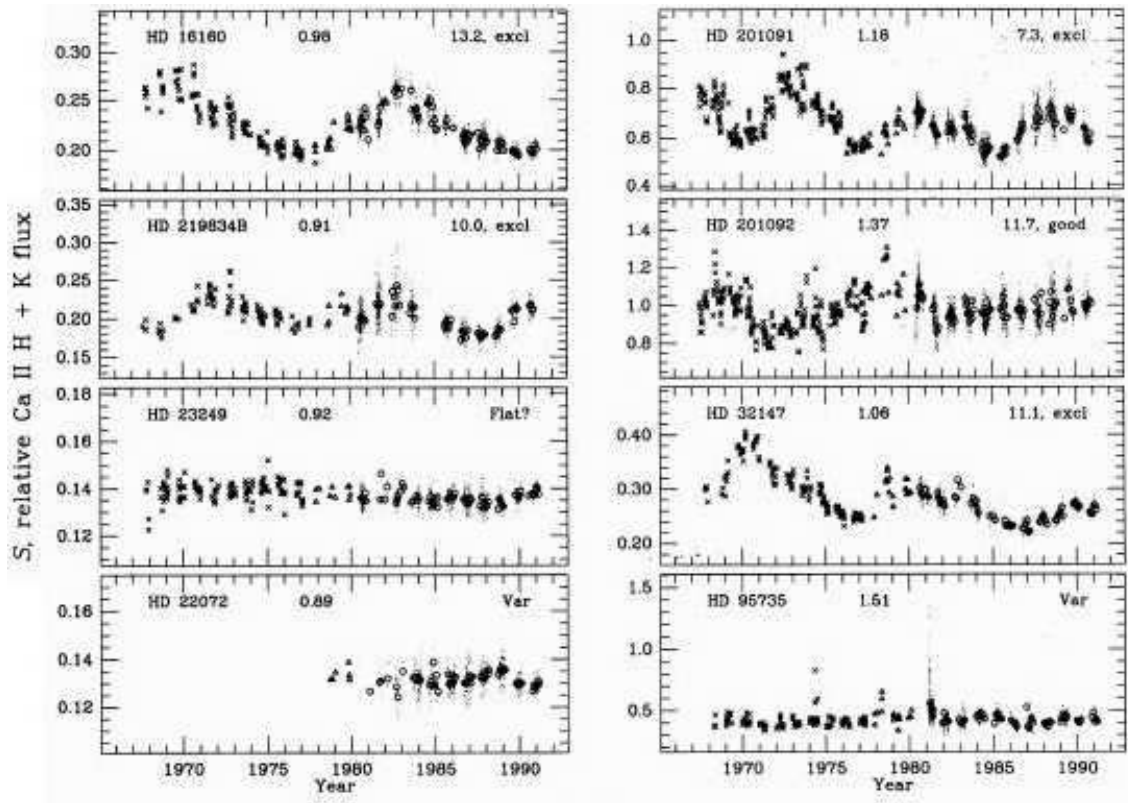 S, relative Ca II H + K flux
HD 16160 0.98 13.2, excl
0.30
0.25
0.20
HD 219834B 0.91 10.0, excl
0.35
0.30
0.25
0.20
0.15
HD 23249 0.92 Flat?
0.18
0.16
0.14
0.12
HD 22072 0.89 Var
0.16
0.14
0.12
1970 1975 1980 1985 1990
Year
HD 201091 1.18 7.3, excl
1.0
0.8
0.6
0.4
HD 201092 1.37 11.7, good
1.4
1.2
1.0
0.8
HD 32147 1.06 11.1, excl
0.40
0.30
0.20
HD 95735 1.51 Var
1.5
1.0
0.5
1970 1975 1980 1985 1990
Year